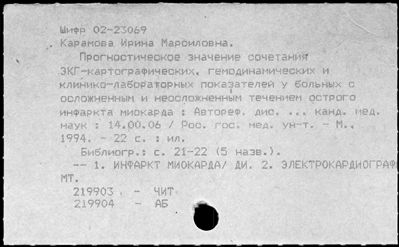 Шифр 02-23069
Карамова Ирина Марсиловна.
Прогностическое значение сочетания
ЭКГ-картографических, гемодинамических и
клинико-лабораторных показателей у больных с
осложненным и неосложненным течением острого
инфаркта миокарда : Автореф. дис. ... канд. мед.
наук : 14.00.06 / Рос. гос. мед. ун-т. - М.,
1994. - 22 с. : ил.
Библиогр.: с. 21-22 (5 назв.).
-- 1. ИНФАРКТ МИОКАРДА/ ДИ. 2. ЭЛЕКТРОКАРДИОГРАФ
МТ.
219903 - ЧИТ
219904 - АБ